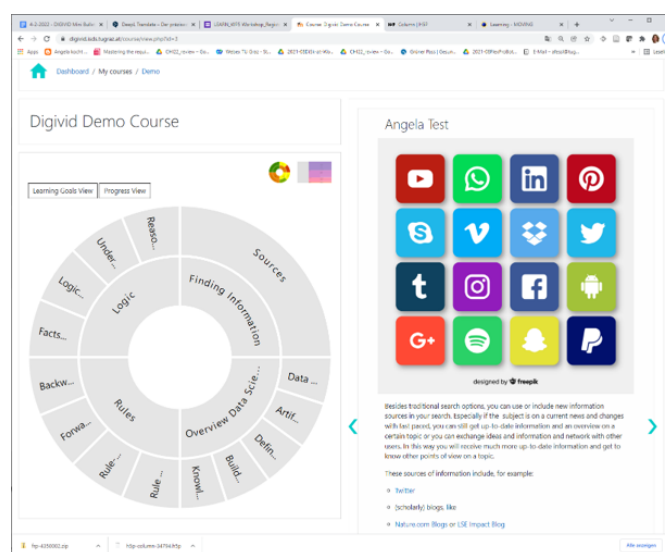 Dashboard / My courses / Demo
Digivid Demo Course
Learning Goals View
Progress View
Reaso...
Under...
Logic...
Facts...
Backw...
Forwa...
Rule-...
Rule ...
Knowl...
Build...
Defin...
Artif...
Data ...
Sources
Logic
Finding Information
Rules
Overview Data Scie...
Angela Test
in
t
G+
designed by freepik
Besides traditional search options, you can use or include new information
sources in your search. Especially if the subject is on a current news and changes
with last paced, you can still get up-to-date information and an overview on a
certain topic or you can exchange ideas and information and network with other
users. In this way you will receive much more up-to-date information and get to
know other points of view on a topic.
These sources of information include, for example:
Twitter
(scholarly) blogs, like
Nature.com Blogs or LSE Impact Blog
Alle anzeigen